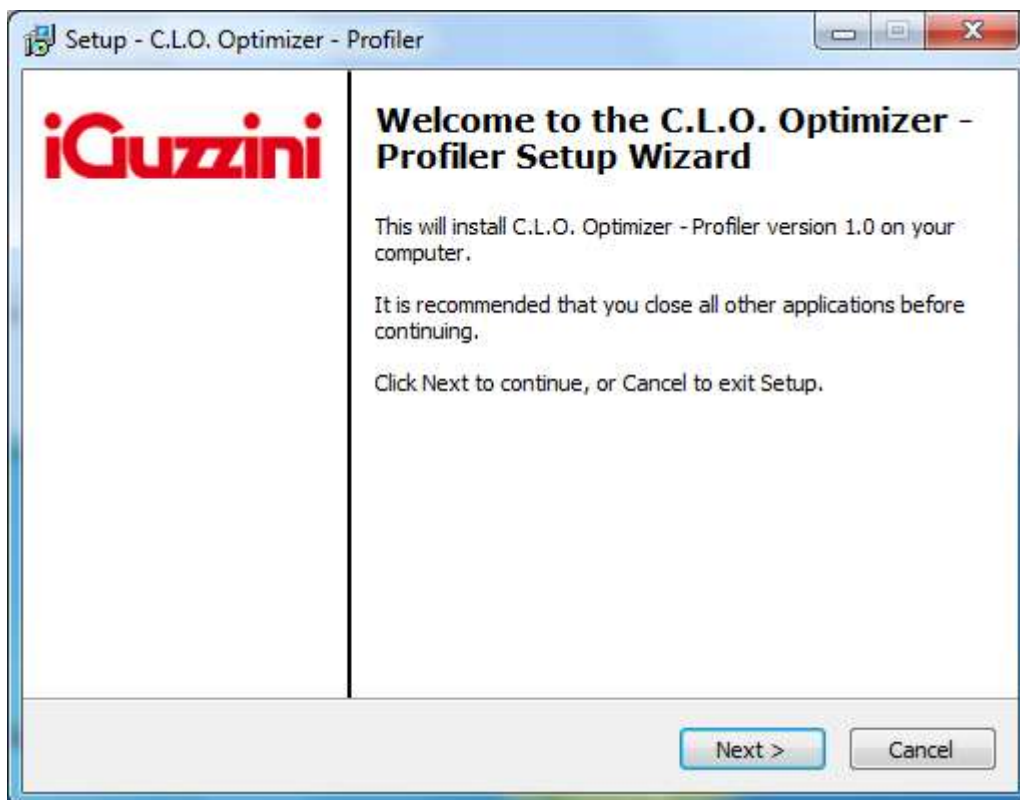 Setup - C.L.O. Optimizer - Profiler
iGuzzini
Welcome to the C.L.O. Optimizer -
Profiler Setup Wizard
This will install C.L.O. Optimizer - Profiler version 1.0 on your
computer.
It is recommended that you close all other applications before
continuing.
Click Next to continue, or Cancel to exit Setup.
Next >
Cancel